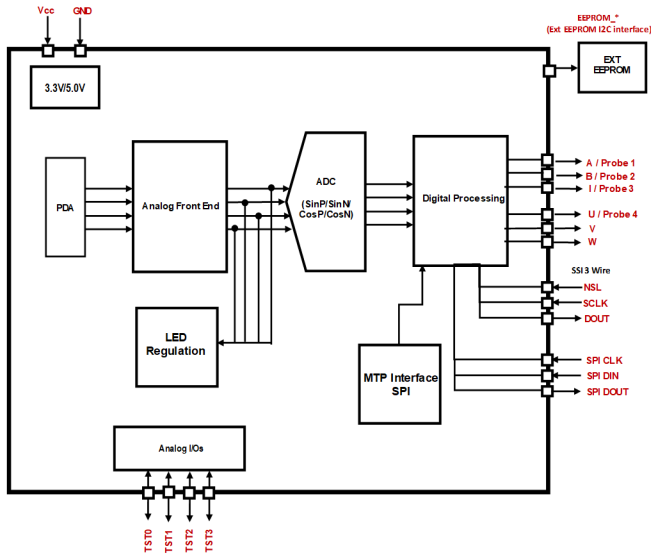 Vcc
GND
EEPROM_*
(Ext EEPROM I2C interface)
EXT
EEPROM
3.3V/5.0V
PDA
Analog Front End
ADC
(SinP/SinN/
CosP/CosN)
Digital Processing
A / Probe 1
B / Probe 2
I / Probe 3
U / Probe 4
V
W
SSI 3 Wire
NSL
SCLK
DOUT
LED
Regulation
MTP Interface
SPI
SPI CLK
SPI DIN
SPI DOUT
Analog I/Os
TST0
TST1
TST2
TST3